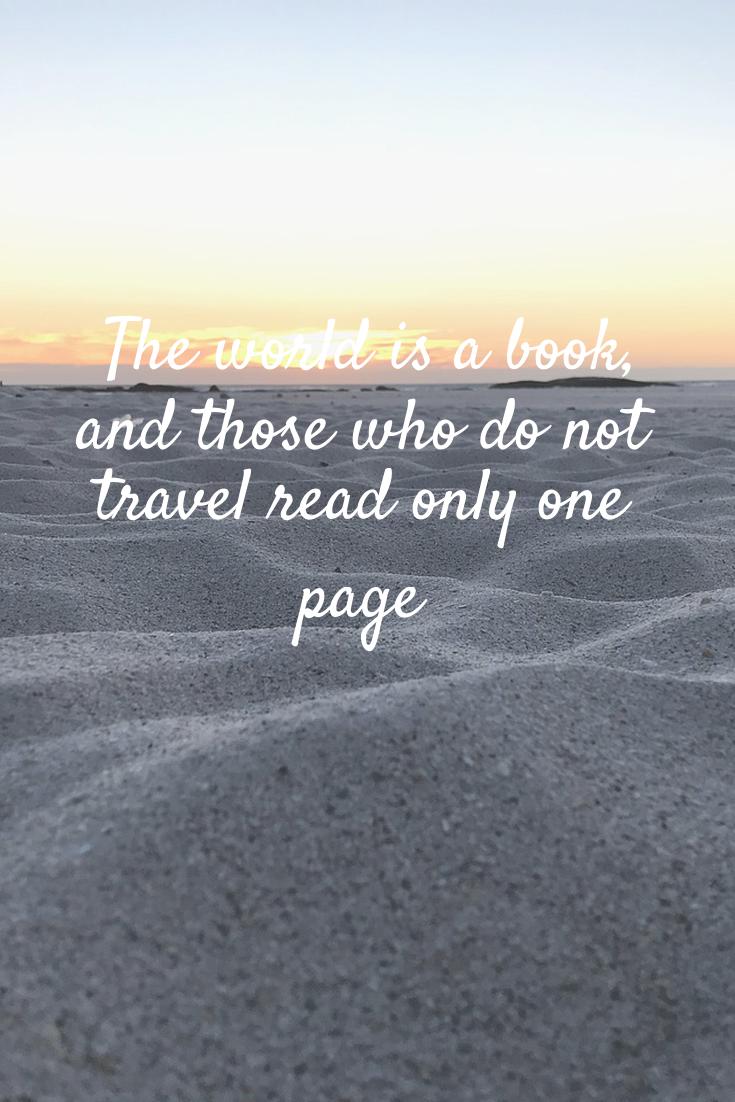 The world is a book,
and those who do not
travel read only one
page